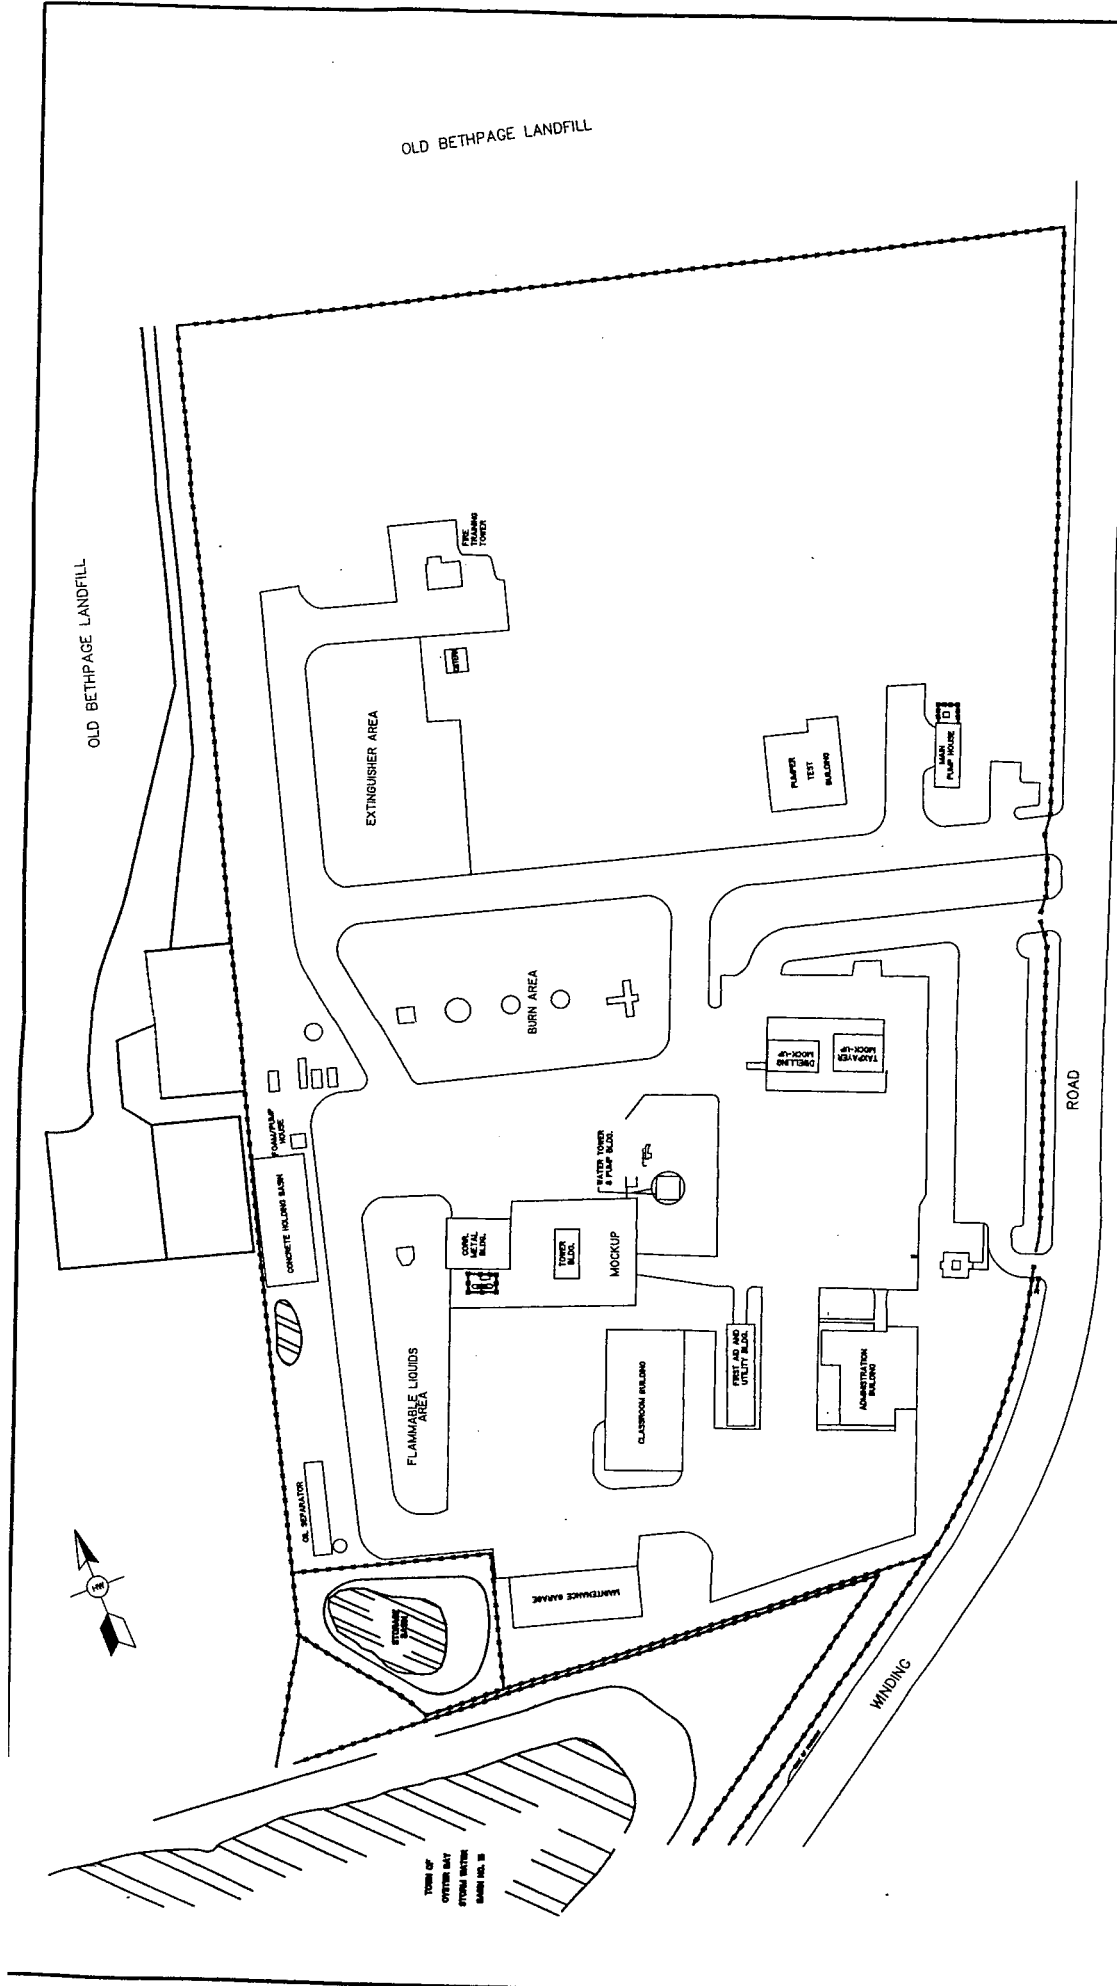 OLD BETHPAGE LANDFILL
OLD BETHPAGE LANDFILL
FIRE
TRAINING
TOWER
EXTINGUISHER AREA
PUMPER
TEST
BUILDING
MAIN
PUMP HOUSE
BURN AREA
DWELLING
MOCK-UP
TAXPAYER
MOCK-UP
ROAD
FOAM/PUMP
HOUSE
CONCRETE HOLDING BASIN
WATER TOWER
& PUMP BLDG.
CORR.
METAL
BLDG.
TOWER
BLDG.
MOCKUP
FLAMMABLE LIQUIDS
AREA
CLASSROOM BUILDING
FIRST AID AND
UTILITY BLDG.
ADMINISTRATION
BUILDING
OIL SEPARATOR
STORAGE
BASIN
MAINTENANCE GARAGE
WINDING
TOWN OF
OYSTER BAY
STORM WATER
BASIN NO.